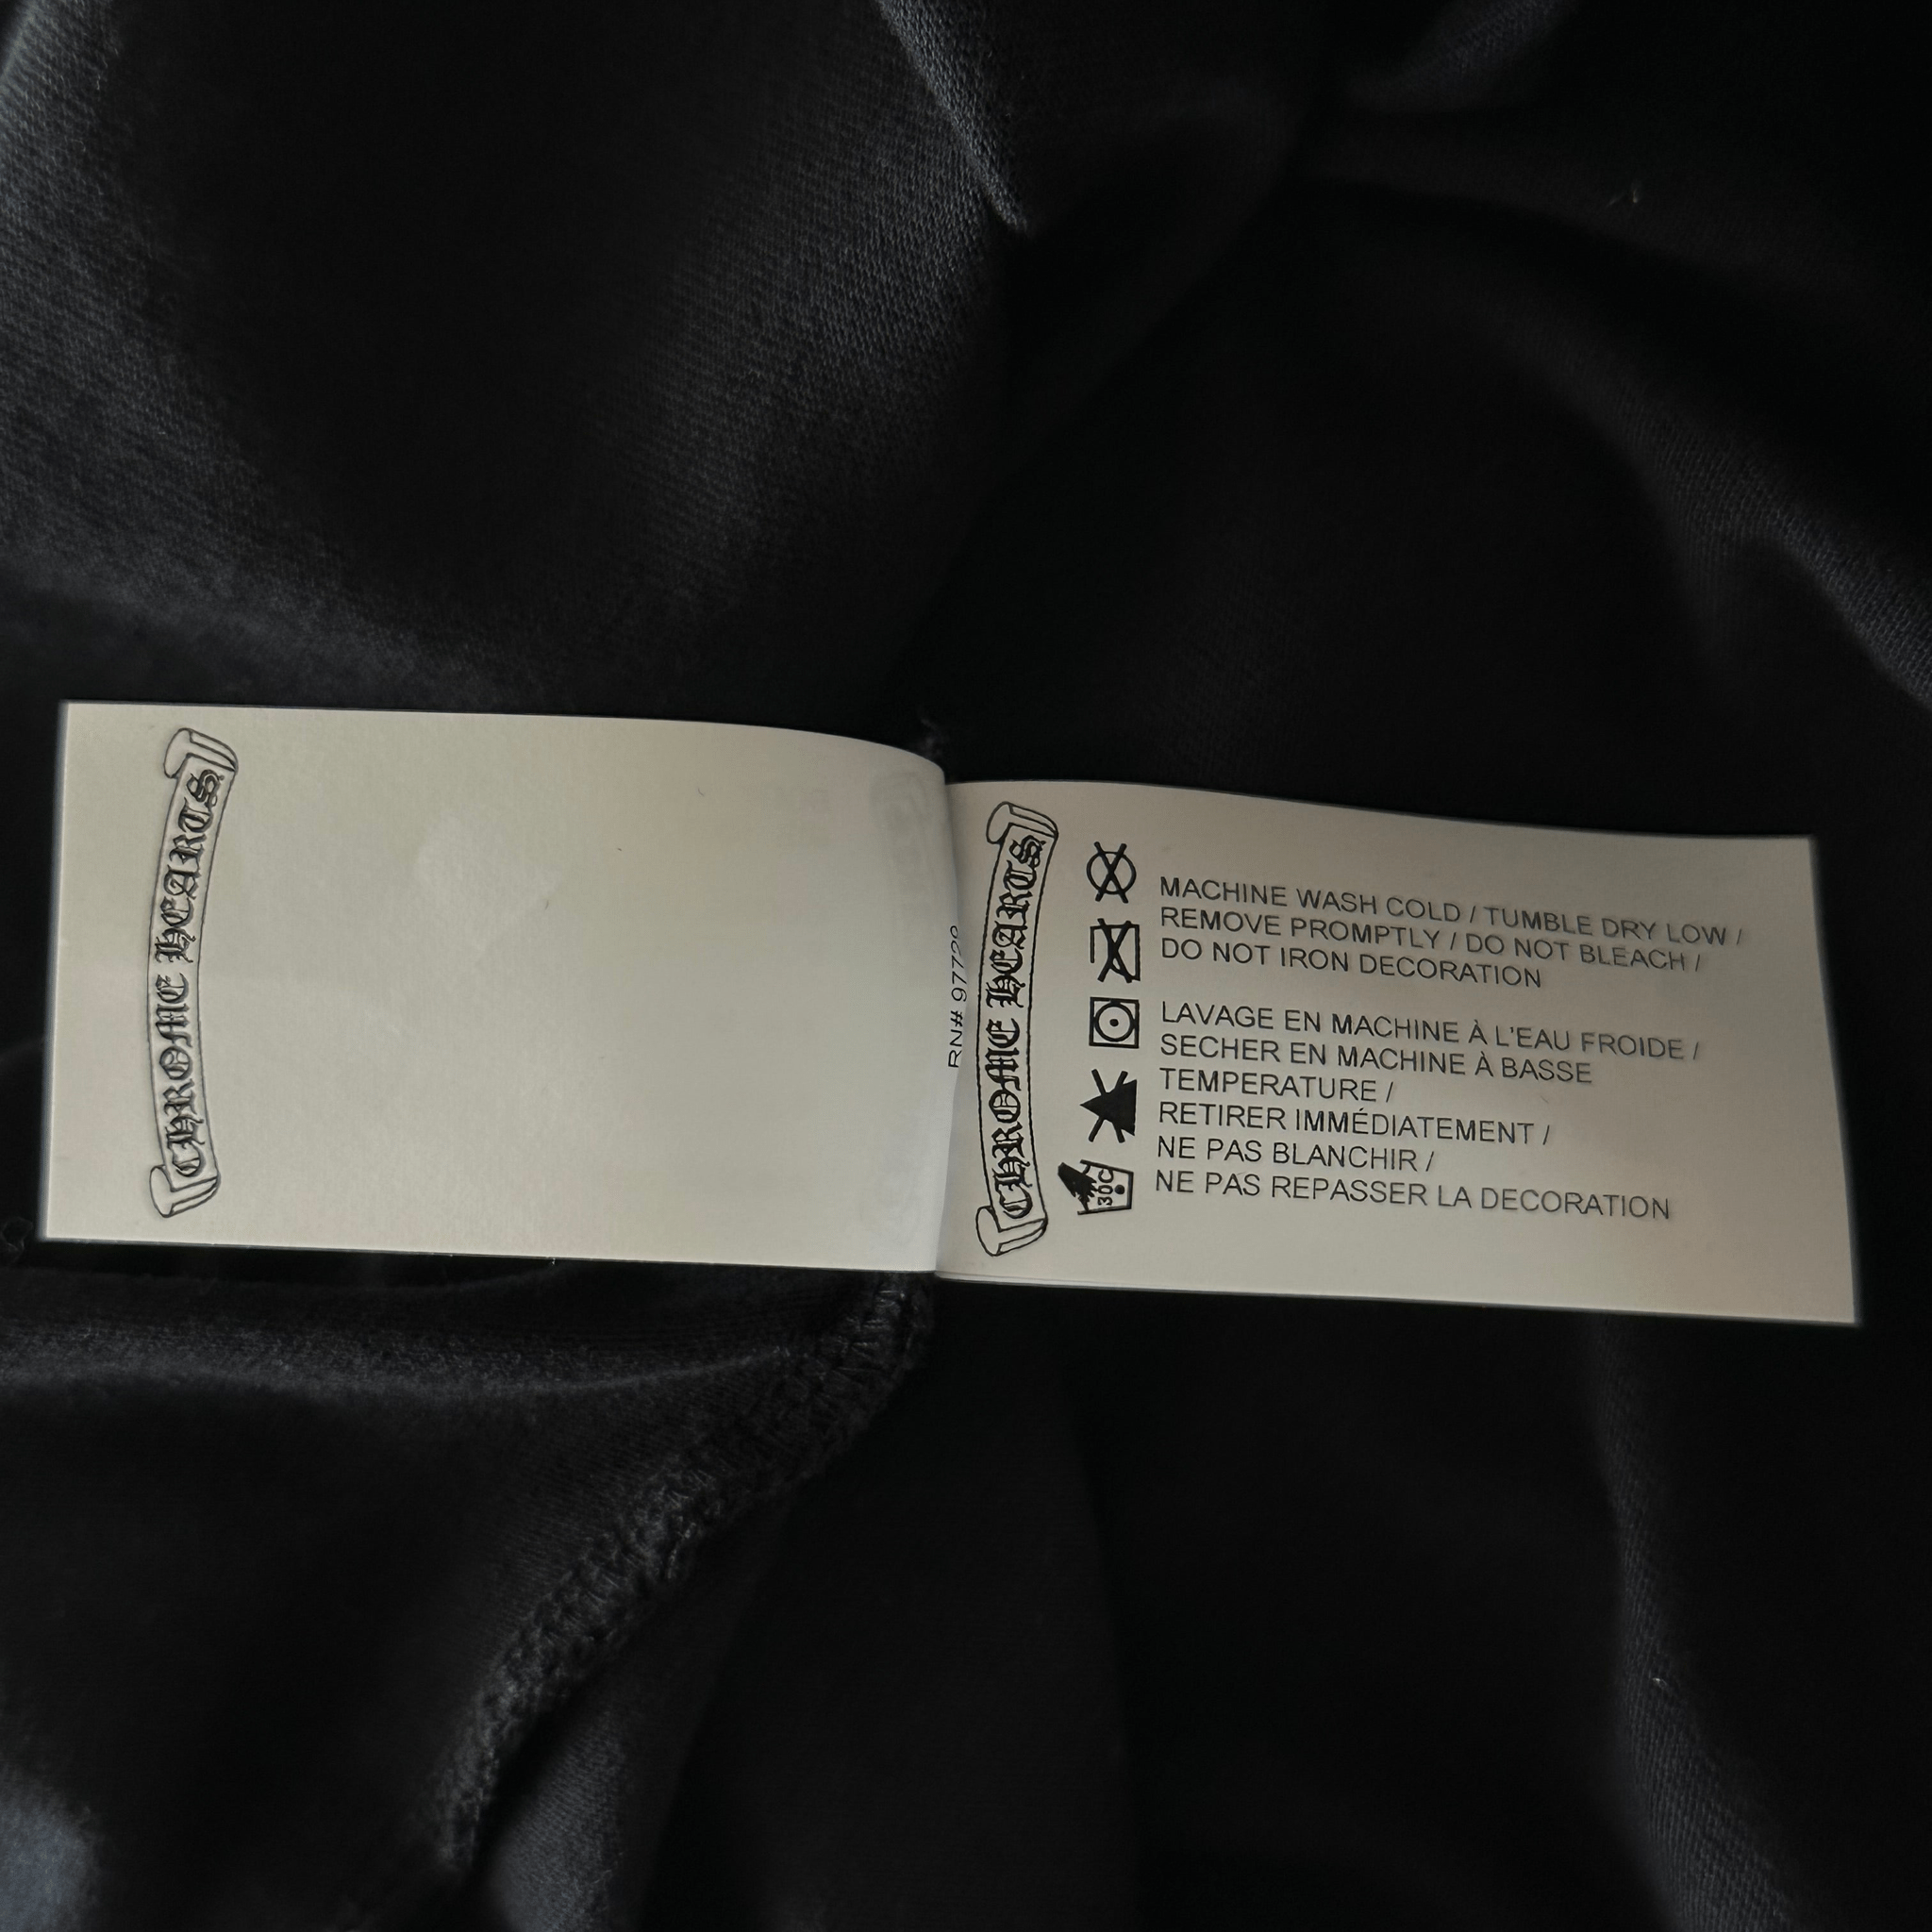 CHROME HEARTS
RN# 9772
CHROME HEARTS
MACHINE WASH COLD / TUMBLE DRY LOW /
REMOVE PROMPTLY / DO NOT BLEACH /
DO NOT IRON DECORATION
LAVAGE EN MACHINE À L'EAU FROIDE /
SECHER EN MACHINE À BASSE
TEMPERATURE /
RETIRER IMMÉDIATEMENT /
NE PAS BLANCHIR /
NE PAS REPASSER LA DECORATION
30C